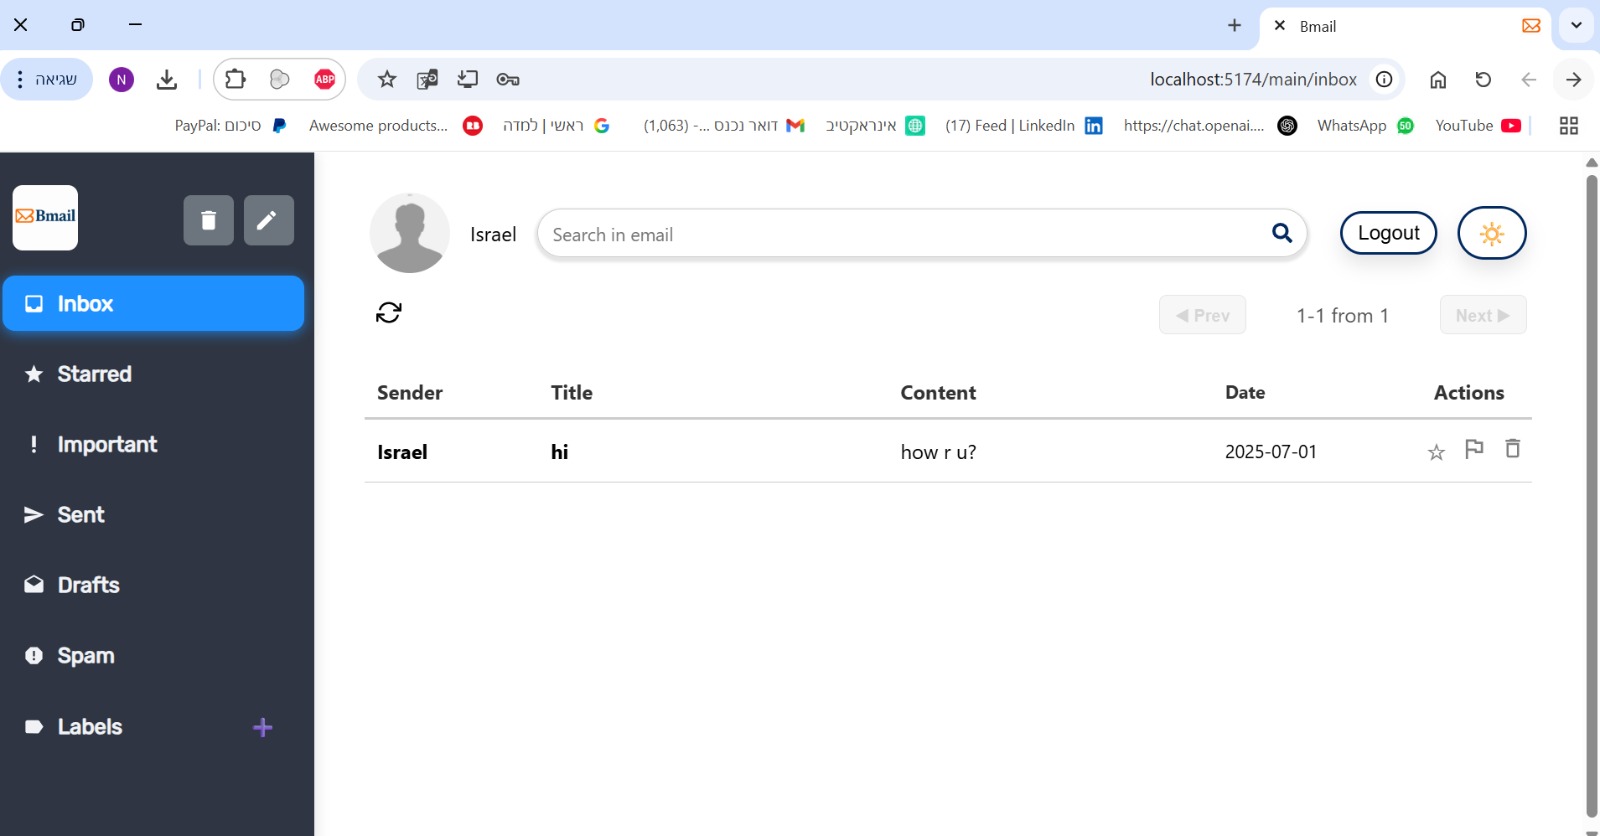 Bmail
שגיאה
N
ABP
localhost:5174/main/inbox
PayPal: סיכום
Awesome products...
ראשי | למדה
דואר נכנס ...- (1,063)
אינראקטיב
(17) Feed | LinkedIn
https://chat.openai....
WhatsApp
50
YouTube
Bmail
Israel
Search in email
Logout
Inbox
◀ Prev
1-1 from 1
Next ▶
Starred
Sender Title Content Date Actions
Important
Israel hi how r u? 2025-07-01
Sent
Drafts
Spam
Labels